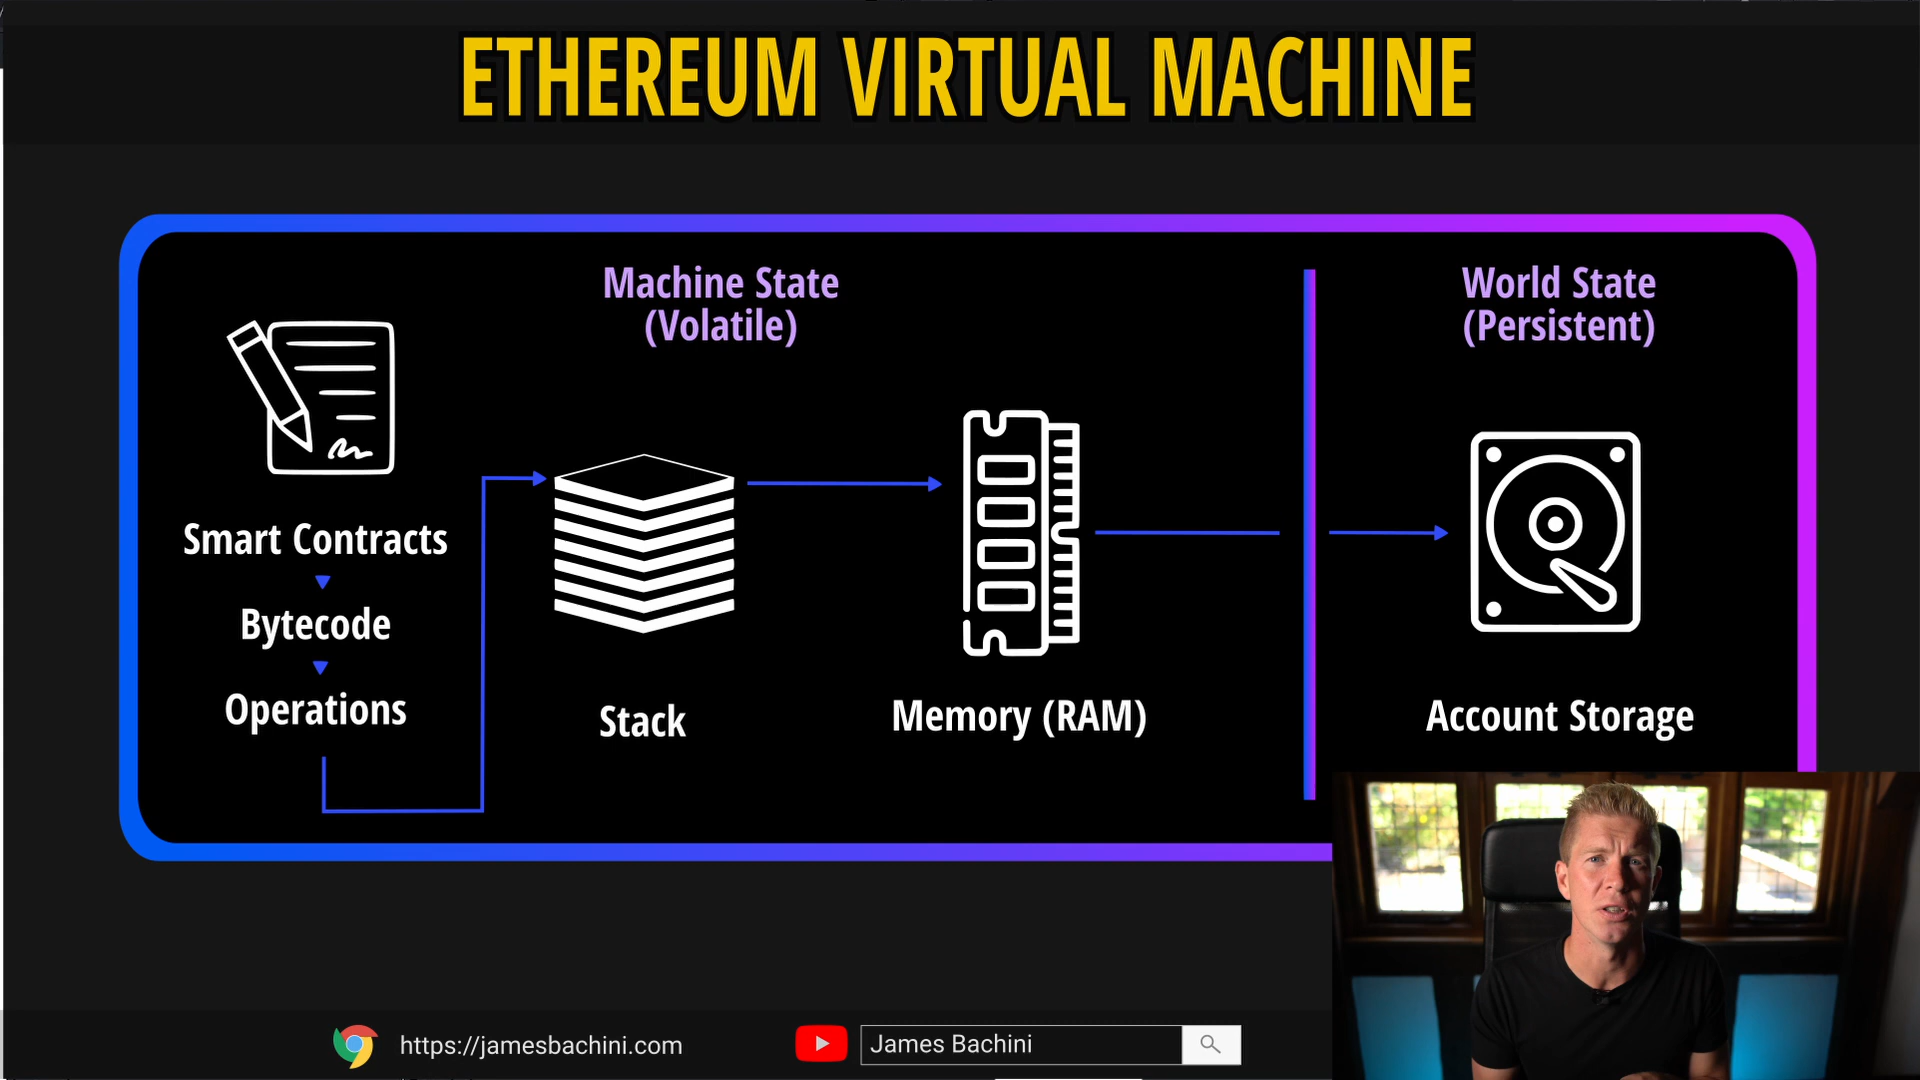 ETHEREUM VIRTUAL MACHINE
Machine State
(Volatile)
World State
(Persistent)
Smart Contracts
Bytecode
Operations
Stack
Memory (RAM)
Account Storage
https://jamesbachini.com
James Bachini